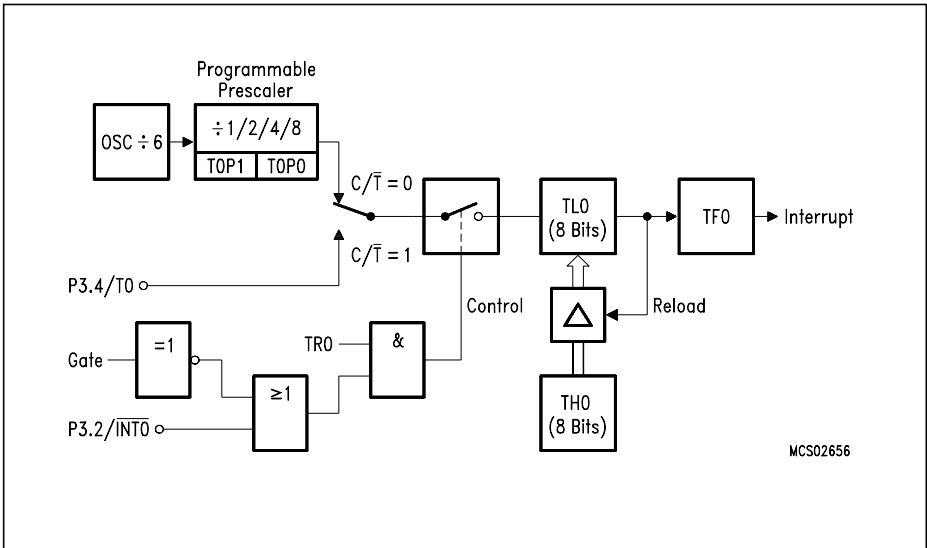 Programmable
Prescaler
OSC ÷ 6
÷ 1/2/4/8
T0P1
T0P0
C/T̅ = 0
C/T̅ = 1
P3.4/T0
TL0
(8 Bits)
TF0
Interrupt
Control
Reload
Gate
=1
TR0
&
≥1
P3.2/I̅N̅T̅0̅
TH0
(8 Bits)
MCS02656